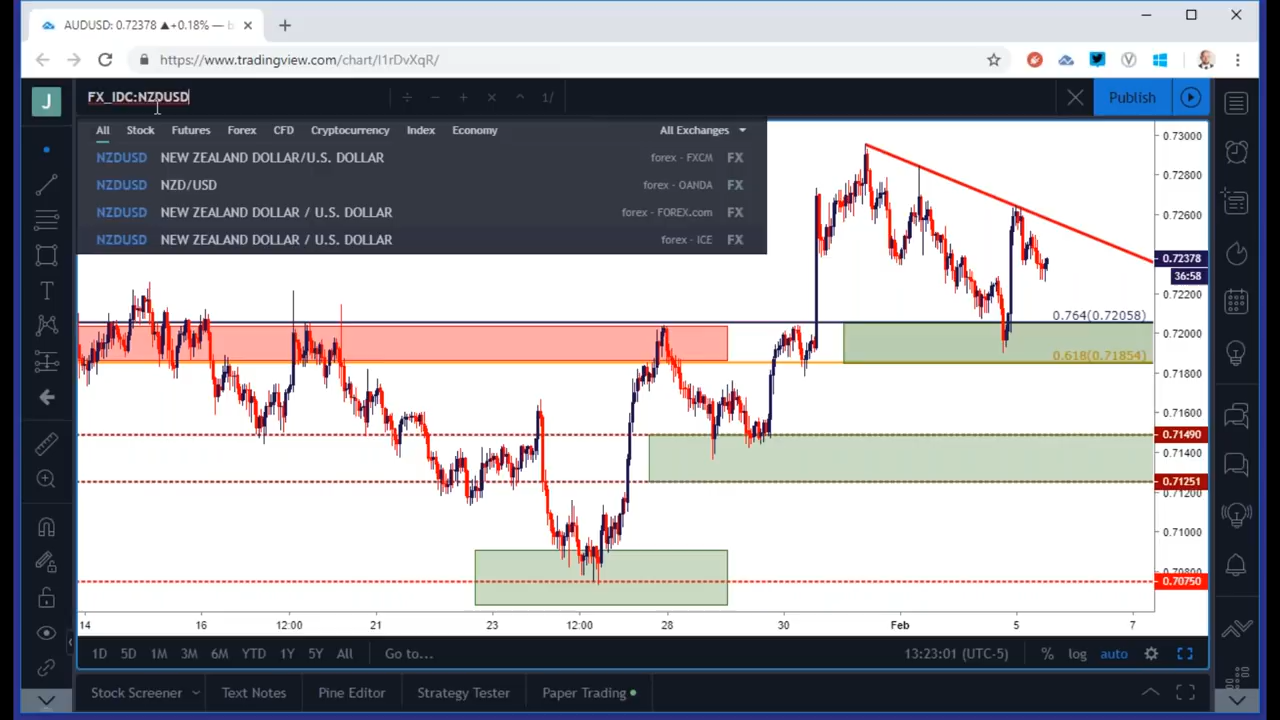 AUDUSD: 0.72378 ▲+0.18% —
https://www.tradingview.com/chart/l1rDvXqR/
J
FX_IDC:NZDUSD
÷ − + × ^ 1/
Publish
All Stock Futures Forex CFD Cryptocurrency Index Economy All Exchanges
NZDUSD NEW ZEALAND DOLLAR/U.S. DOLLAR forex - FXCM FX
NZDUSD NZD/USD forex - OANDA FX
NZDUSD NEW ZEALAND DOLLAR / U.S. DOLLAR forex - FOREX.com FX
NZDUSD NEW ZEALAND DOLLAR / U.S. DOLLAR forex - ICE FX
0.73000
0.72800
0.72600
0.72378
36:58
0.72200
0.764(0.72058)
0.72000
0.618(0.71854)
0.71800
0.71600
0.71490
0.71400
0.71251
0.71200
0.71000
0.70800
0.70750
14 16 12:00 21 23 12:00 28 30 Feb 5 7
1D 5D 1M 3M 6M YTD 1Y 5Y All Go to... 13:23:01 (UTC-5) % log auto
Stock Screener Text Notes Pine Editor Strategy Tester Paper Trading